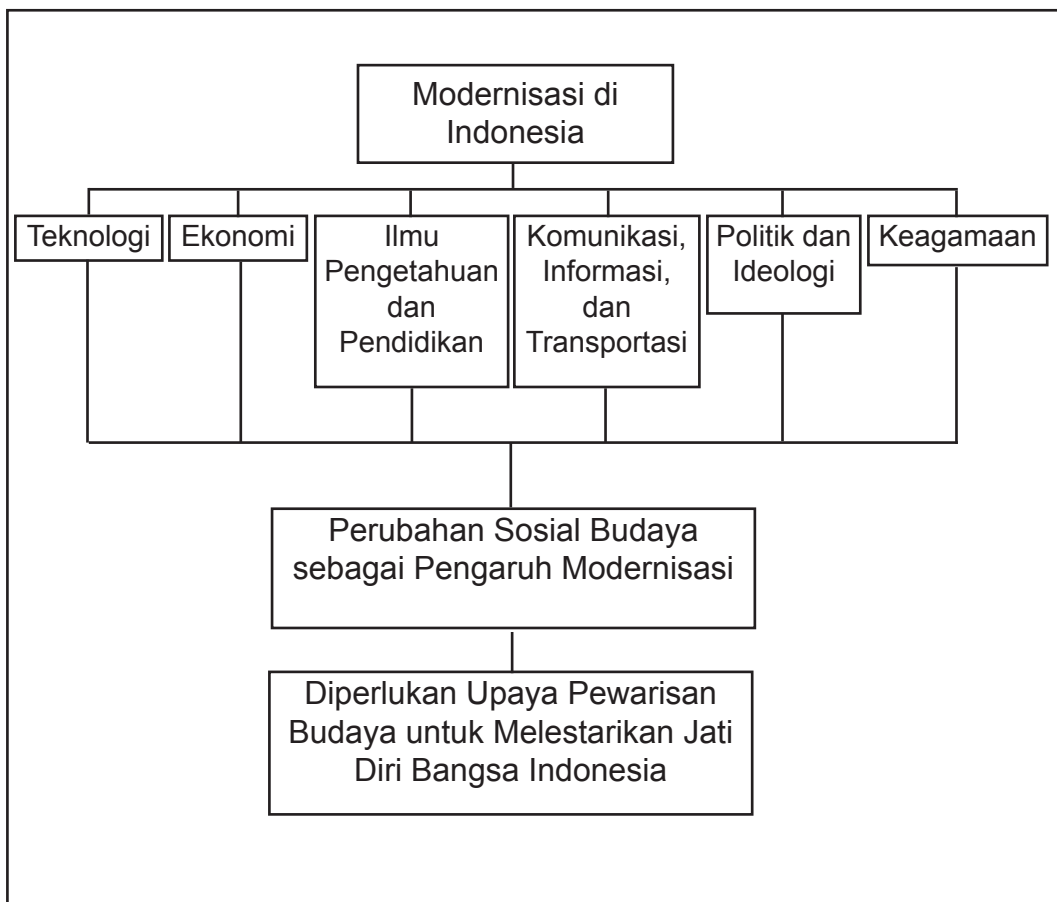 Modernisasi di
Indonesia
Teknologi
Ekonomi
Ilmu
Pengetahuan
dan
Pendidikan
Komunikasi,
Informasi,
dan
Transportasi
Politik dan
Ideologi
Keagamaan
Perubahan Sosial Budaya
sebagai Pengaruh Modernisasi
Diperlukan Upaya Pewarisan
Budaya untuk Melestarikan Jati
Diri Bangsa Indonesia